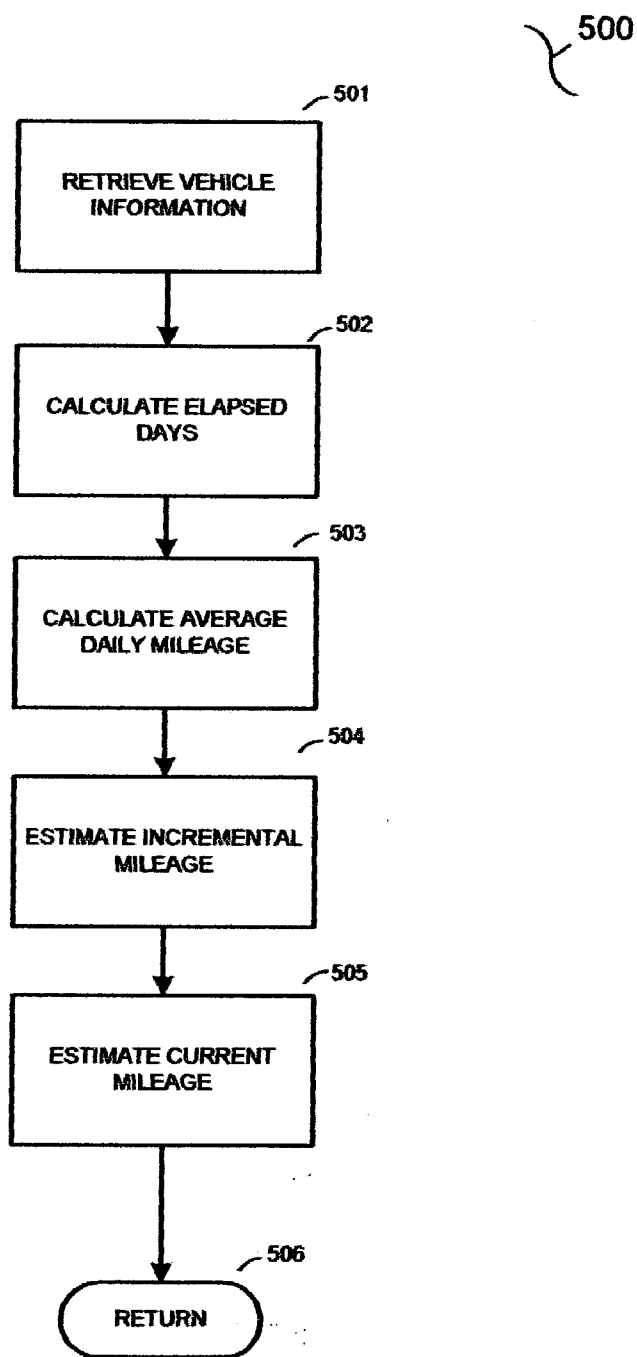 500
501
RETRIEVE VEHICLE
INFORMATION
502
CALCULATE ELAPSED
DAYS
503
CALCULATE AVERAGE
DAILY MILEAGE
504
ESTIMATE INCREMENTAL
MILEAGE
505
ESTIMATE CURRENT
MILEAGE
506
RETURN